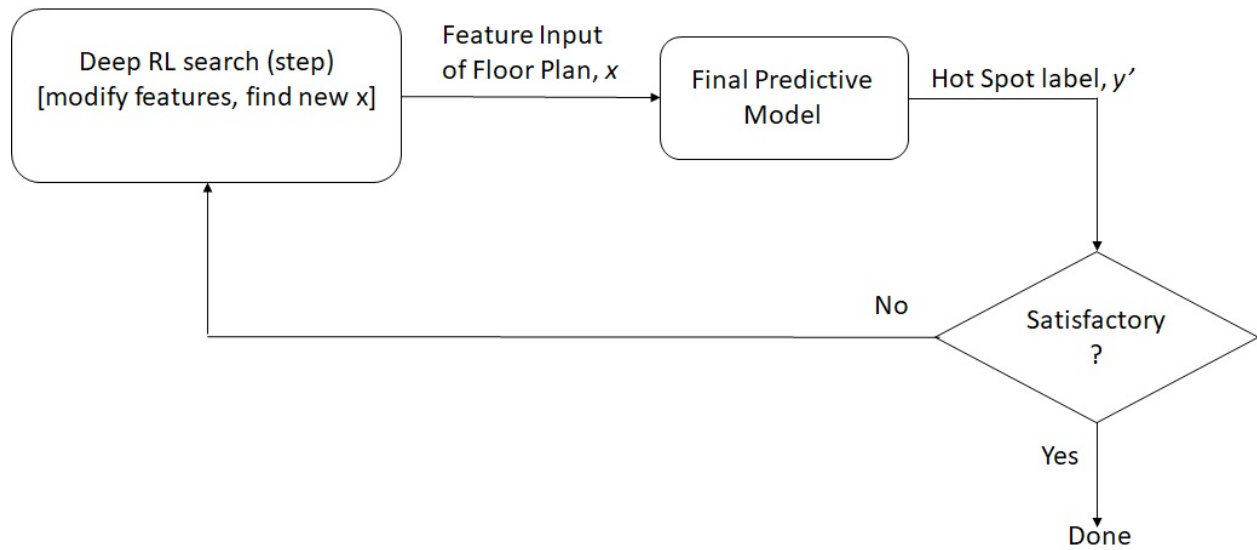 Deep RL search (step)
[modify features, find new x]
Feature Input
of Floor Plan, x
Final Predictive
Model
Hot Spot label, y’
Satisfactory
?
No
Yes
Done